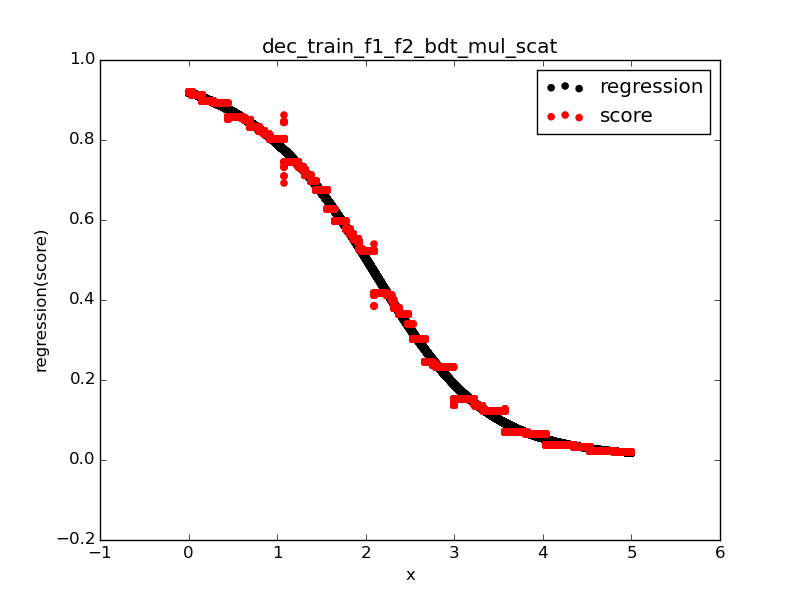 dec_train_f1_f2_bdt_mul_scat
regression
score
regression(score)
1.0
0.8
0.6
0.4
0.2
0.0
−0.2
−1 0 1 2 3 4 5 6
x